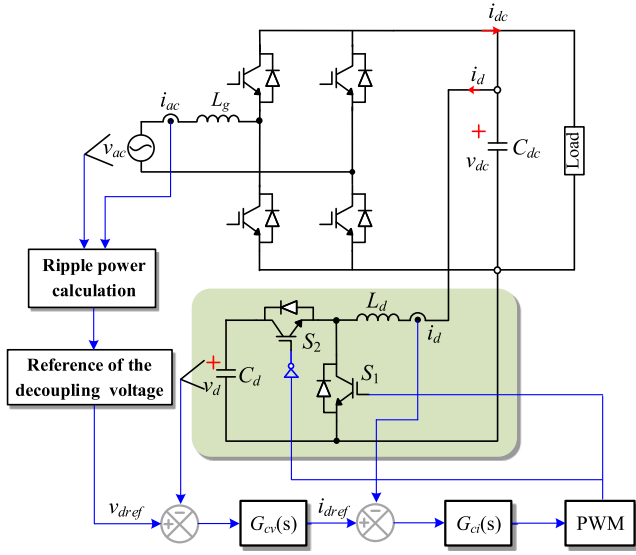 i_dc
i_d
i_ac
L_g
v_ac
+
v_dc
C_dc
Load
Ripple power
calculation
Reference of the
decoupling voltage
+
v_d
C_d
S_2
L_d
i_d
S_1
v_dref
+
−
G_cv(s)
i_dref
+
−
G_ci(s)
PWM